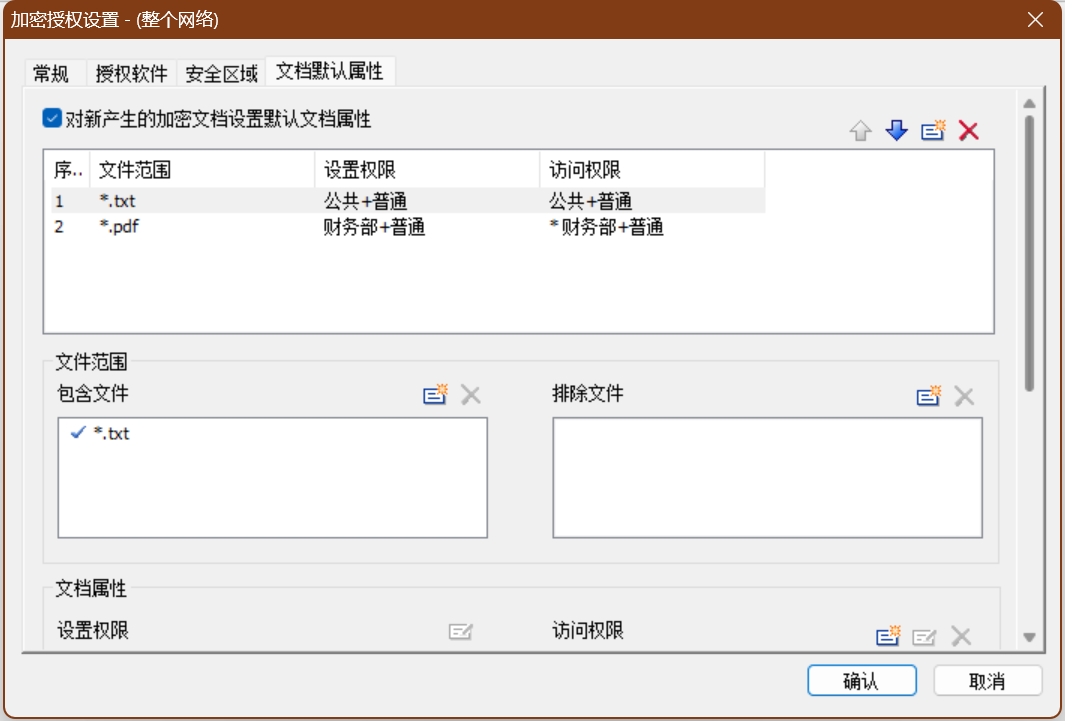 加密授权设置 - (整个网络)
常规 授权软件 安全区域 文档默认属性
对新产生的加密文档设置默认文档属性
序.. 文件范围 设置权限 访问权限
1 *.txt 公共+普通 公共+普通
2 *.pdf 财务部+普通 *财务部+普通
文件范围
包含文件 排除文件
*.txt
文档属性
设置权限 访问权限
确认 取消